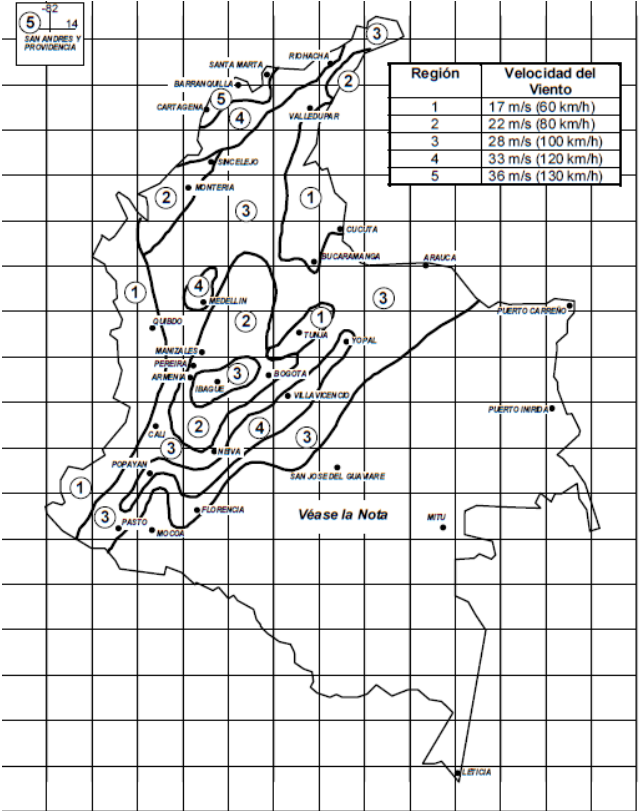 -82
5
14
SAN ANDRES Y
PROVIDENCIA
3
RIOHACHA
SANTA MARTA
2
BARRANQUILLA
5
CARTAGENA
4
VALLEDUPAR
Región Velocidad del Viento
1 17 m/s (60 km/h)
2 22 m/s (80 km/h)
3 28 m/s (100 km/h)
4 33 m/s (120 km/h)
5 36 m/s (130 km/h)
SINCELEJO
MONTERIA
2
3
1
CUCUTA
BUCARAMANGA
ARAUCA
1
4
3
MEDELLIN
PUERTO CARREÑO
QUIBDO
2
1
TUNJA
YOPAL
MANIZALES
PEREIRA
ARMENIA
3
IBAGUE
BOGOTA
VILLAVICENCIO
PUERTO INIRIDA
CALI
2
4
3
3
NEIVA
POPAYAN
SAN JOSE DEL GUAVIARE
1
3
FLORENCIA
Véase la Nota
MITU
PASTO
MOCOA
LETICIA